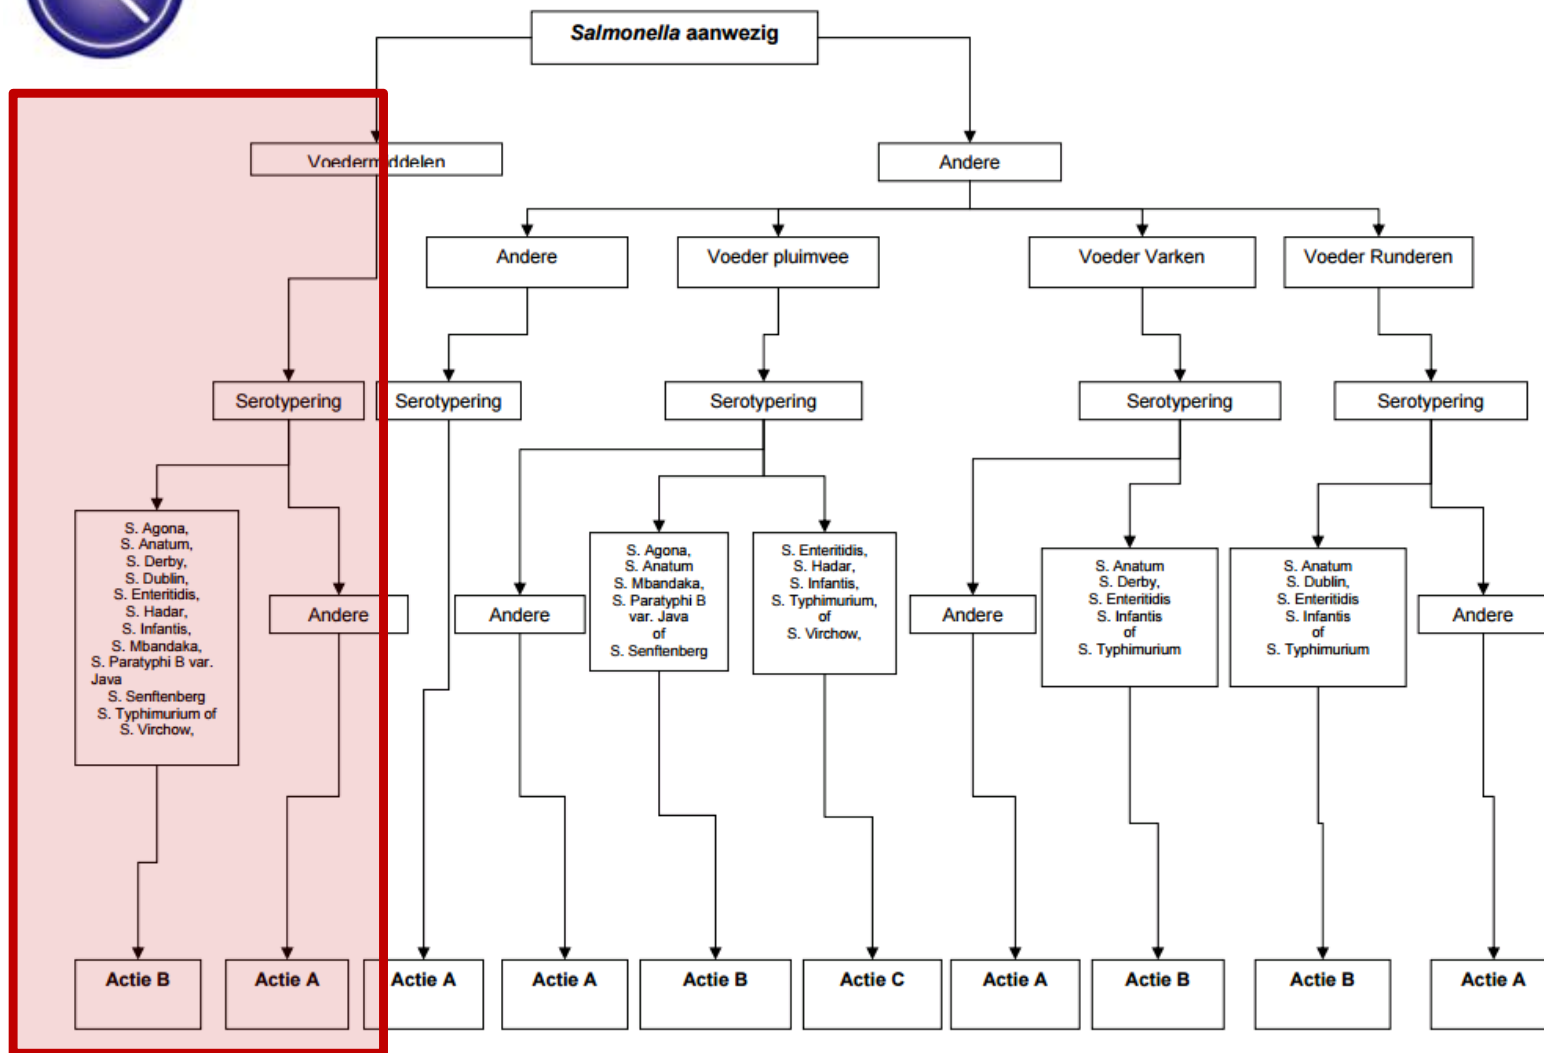 Salmonella aanwezig
Voedermiddelen
Andere
Andere
Voeder pluimvee
Voeder Varken
Voeder Runderen
Serotypering
Serotypering
Serotypering
Serotypering
Serotypering
S. Agona,
S. Anatum,
S. Derby,
S. Dublin,
S. Enteritidis,
S. Hadar,
S. Infantis,
S. Mbandaka,
S. Paratyphi B var.
Java
S. Senftenberg
S. Typhimurium of
S. Virchow,
Andere
Andere
S. Agona,
S. Anatum
S. Mbandaka,
S. Paratyphi B
var. Java
of
S. Senftenberg
S. Enteritidis,
S. Hadar,
S. Infantis,
S. Typhimurium,
of
S. Virchow,
Andere
S. Anatum
S. Derby,
S. Enteritidis
S. Infantis
of
S. Typhimurium
S. Anatum
S. Dublin,
S. Enteritidis
S. Infantis
of
S. Typhimurium
Andere
Actie B
Actie A
Actie A
Actie A
Actie B
Actie C
Actie A
Actie B
Actie B
Actie A